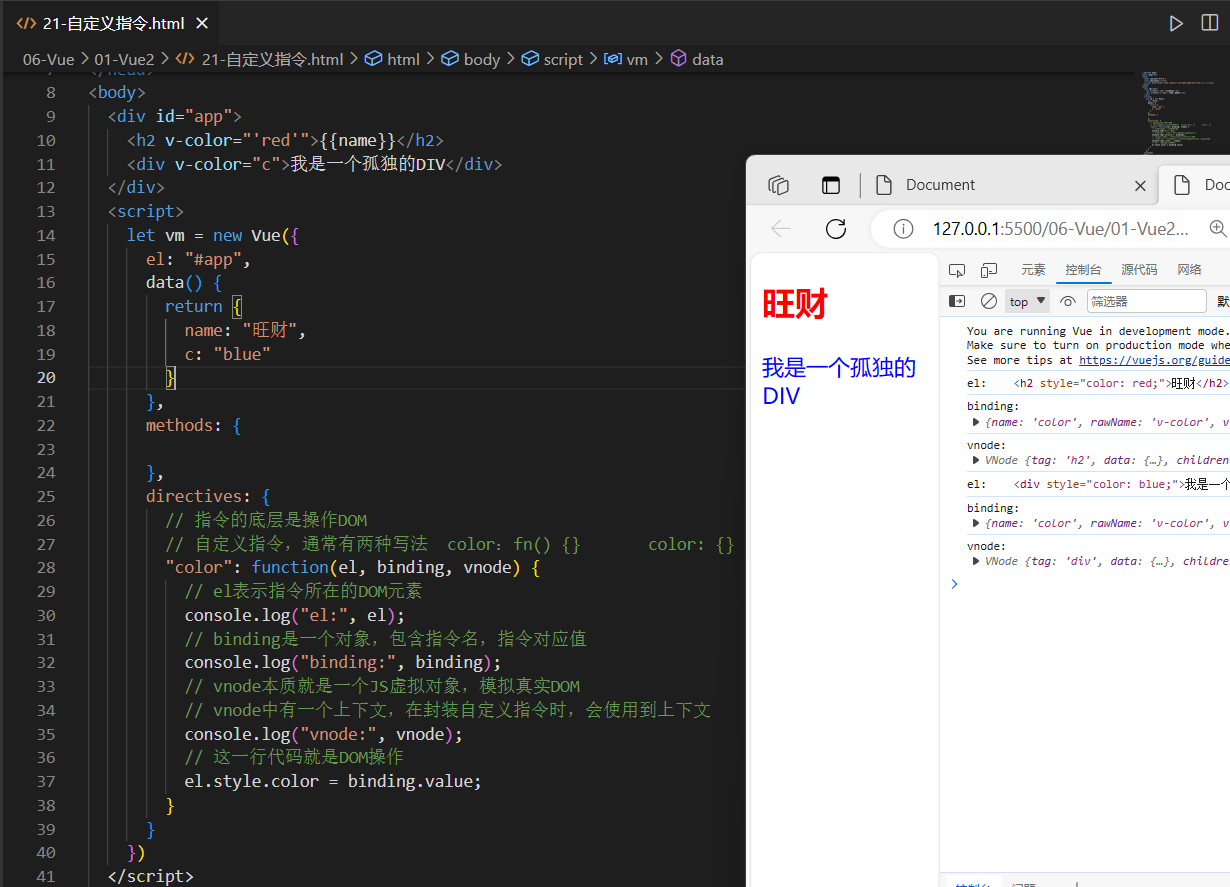 21-自定义指令.html
06-Vue > 01-Vue2 > 21-自定义指令.html > html > body > script > vm > data
8 <body>
9 <div id="app">
10 <h2 v-color="'red'">{{name}}</h2>
11 <div v-color="c">我是一个孤独的DIV</div>
12 </div>
13 <script>
14 let vm = new Vue({
15 el: "#app",
16 data() {
17 return {
18 name: "旺财",
19 c: "blue"
20 }
21 },
22 methods: {
23
24 },
25 directives: {
26 // 指令的底层是操作DOM
27 // 自定义指令，通常有两种写法  color：fn() {}       color：{}
28 "color": function(el, binding, vnode) {
29 // el表示指令所在的DOM元素
30 console.log("el:", el);
31 // binding是一个对象，包含指令名，指令对应值
32 console.log("binding:", binding);
33 // vnode本质就是一个JS虚拟对象，模拟真实DOM
34 // vnode中有一个上下文，在封装自定义指令时，会使用到上下文
35 console.log("vnode:", vnode);
36 // 这一行代码就是DOM操作
37 el.style.color = binding.value;
38 }
39 }
40 })
41 </script>
Document
Doc
127.0.0.1:5500/06-Vue/01-Vue2...
旺财
我是一个孤独的
DIV
元素 控制台 源代码 网络
top 筛选器 默
You are running Vue in development mode.
Make sure to turn on production mode whe
See more tips at https://vuejs.org/guide
el: <h2 style="color: red;">旺财</h2>
binding:
{name: 'color', rawName: 'v-color', v
vnode:
VNode {tag: 'h2', data: {…}, children
el: <div style="color: blue;">我是一个
binding:
{name: 'color', rawName: 'v-color', v
vnode:
VNode {tag: 'div', data: {…}, childre